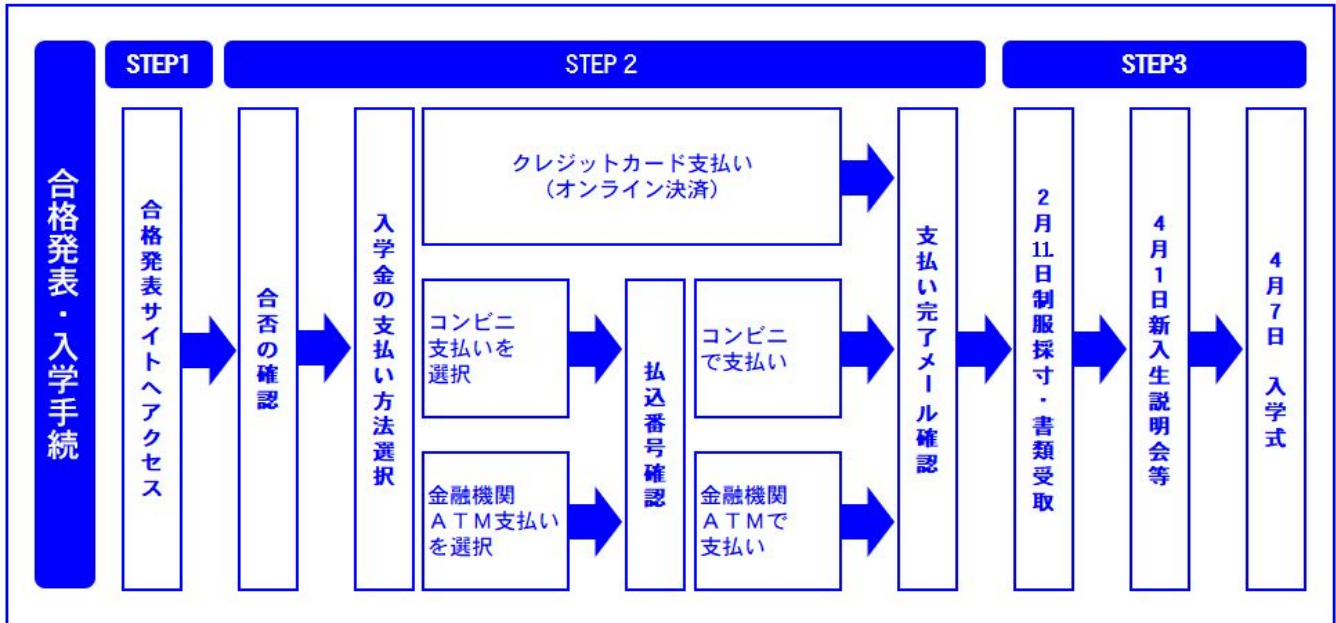 合格発表・入学手続
STEP1
STEP 2
STEP3
合格発表サイトへアクセス
合否の確認
入学金の支払い方法選択
クレジットカード支払い
（オンライン決済）
コンビニ
支払いを
選択
金融機関
ＡＴＭ支払い
を選択
払込番号確認
コンビニ
で支払い
金融機関
ＡＴＭで
支払い
支払い完了メール確認
2月11日制服採寸・書類受取
4月1日新入生説明会等
4月7日　入学式